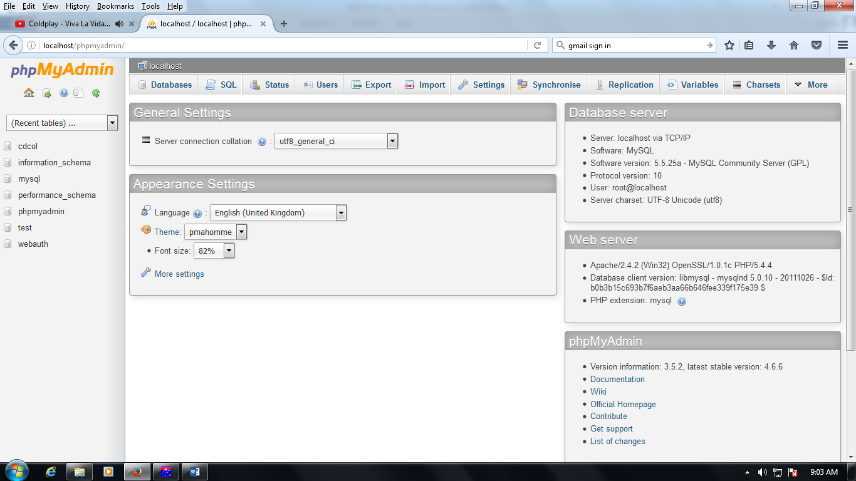 File Edit View History Bookmarks Tools Help
Coldplay - Viva La Vida...
localhost / localhost | php...
localhost/phpmyadmin/
gmail sign in
phpMyAdmin
(Recent tables) ...
cdcol
information_schema
mysql
performance_schema
phpmyadmin
test
webauth
localhost
Databases SQL Status Users Export Import Settings Synchronise Replication Variables Charsets More
General Settings
Server connection collation : utf8_general_ci
Appearance Settings
Language : English (United Kingdom)
Theme: pmahomme
Font size: 82%
More settings
Database server
Server: localhost via TCP/IP
Software: MySQL
Software version: 5.5.25a - MySQL Community Server (GPL)
Protocol version: 10
User: root@localhost
Server charset: UTF-8 Unicode (utf8)
Web server
Apache/2.4.2 (Win32) OpenSSL/1.0.1c PHP/5.4.4
Database client version: libmysql - mysqlnd 5.0.10 - 20111026 - $Id:
b0b3b15c693b7f6aeb3aa66b646fee339f175e39 $
PHP extension: mysql
phpMyAdmin
Version information: 3.5.2, latest stable version: 4.6.6
Documentation
Wiki
Official Homepage
Contribute
Get support
List of changes
9:03 AM